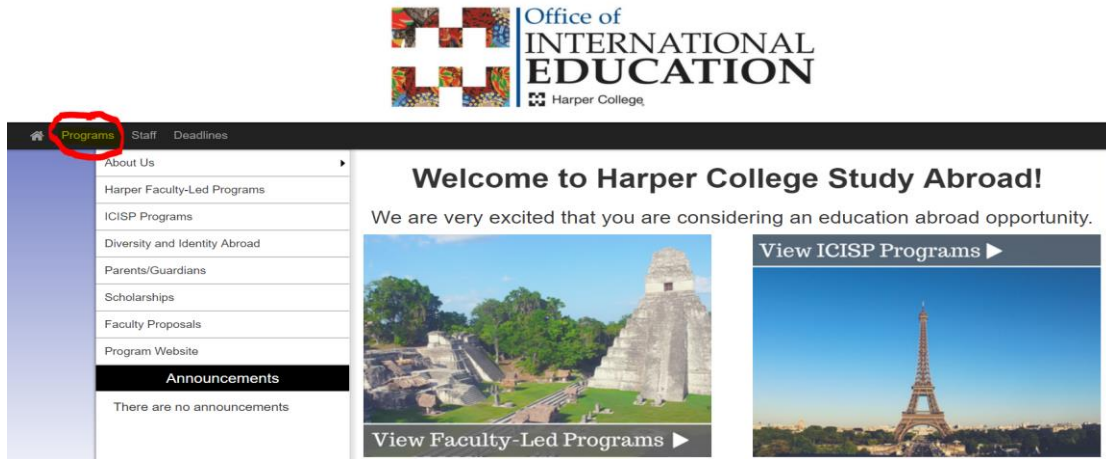 Office of
INTERNATIONAL
EDUCATION
Harper College
Programs Staff Deadlines
About Us
Harper Faculty-Led Programs
ICISP Programs
Diversity and Identity Abroad
Parents/Guardians
Scholarships
Faculty Proposals
Program Website
Announcements
There are no announcements
Welcome to Harper College Study Abroad!
We are very excited that you are considering an education abroad opportunity.
View Faculty-Led Programs ▶
View ICISP Programs ▶